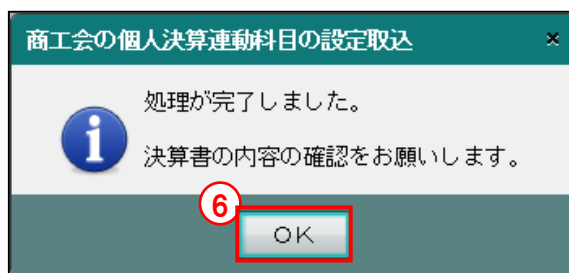 商工会の個人決算連動科目の設定取込
×
処理が完了しました。
決算書の内容の確認をお願いします。
6
OK